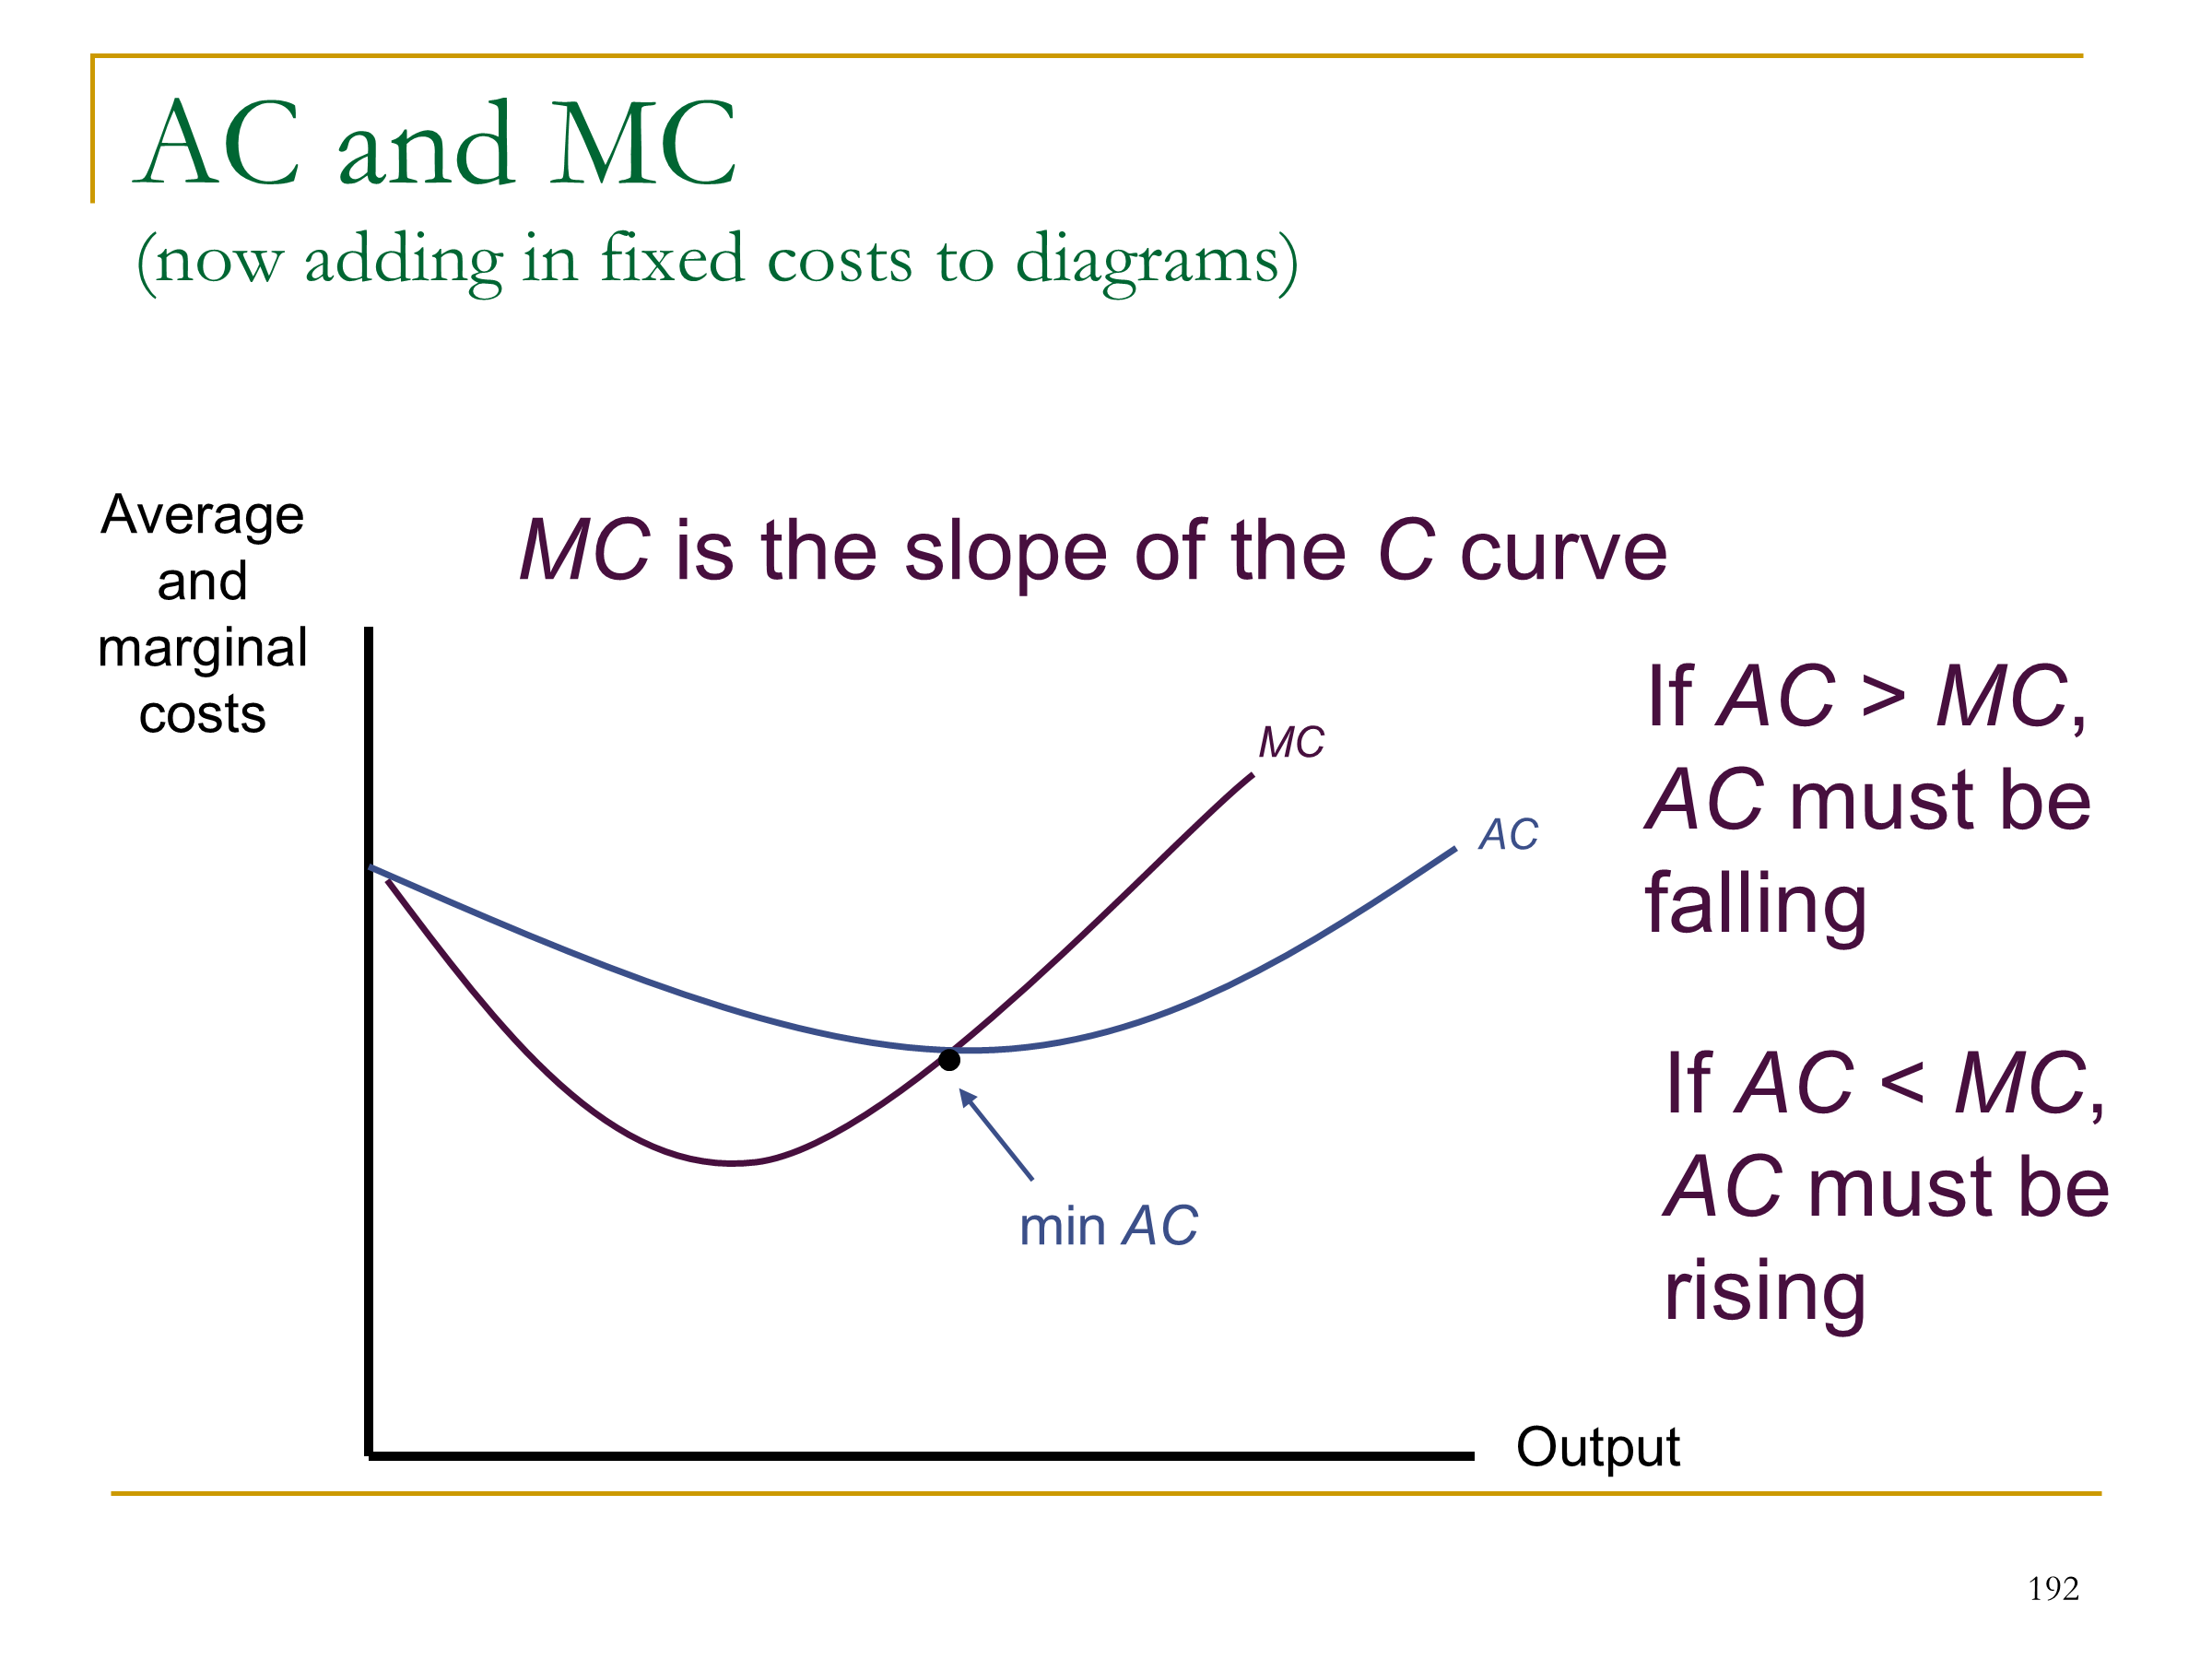 AC and MC
(now adding in fixed costs to diagrams)
Average
and
marginal
costs
MC is the slope of the C curve
MC
AC
If AC > MC,
AC must be
falling
If AC < MC,
AC must be
rising
min AC
Output
192